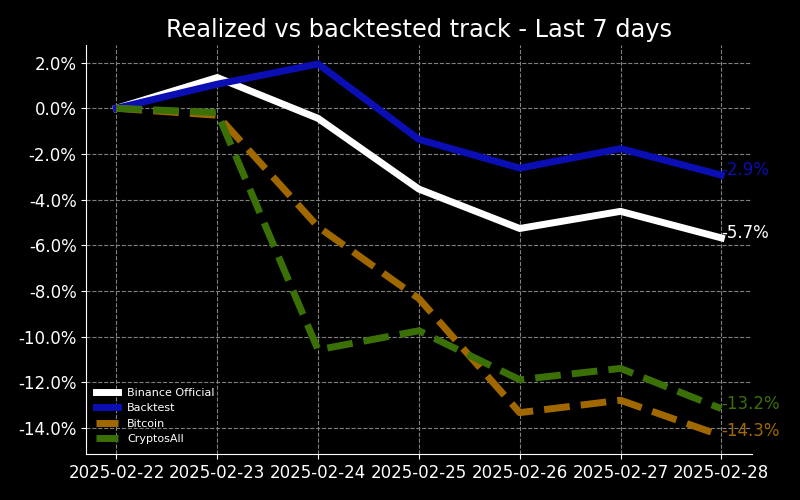 Realized vs backtested track - Last 7 days
2.0%
0.0%
-2.0%
-4.0%
-6.0%
-8.0%
-10.0%
-12.0%
-14.0%
-2.9%
-5.7%
-13.2%
-14.3%
Binance Official
Backtest
Bitcoin
CryptosAll
2025-02-22 2025-02-23 2025-02-24 2025-02-25 2025-02-26 2025-02-27 2025-02-28